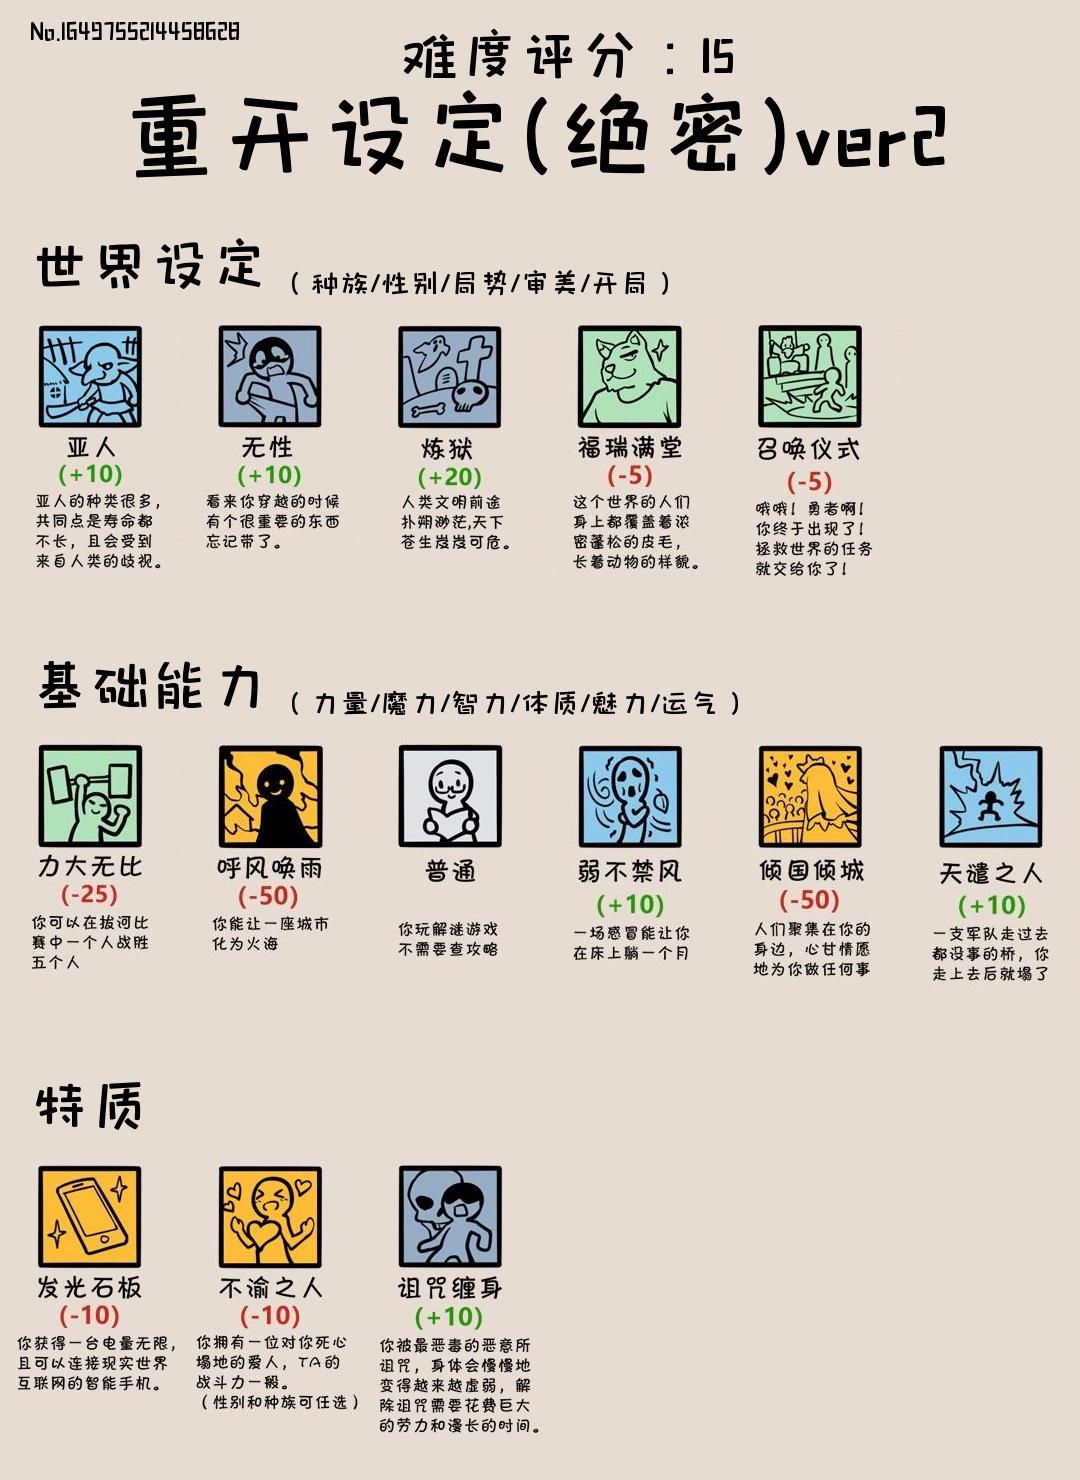 No.1649755214458628
难度评分：15
重开设定(绝密)ver2
世界设定 (种族/性别/局势/审美/开局)
亚人
(+10)
亚人的种类很多，
共同点是寿命都
不长，且会受到
来自人类的歧视。
无性
(+10)
看来你穿越的时候
有个很重要的东西
忘记带了。
炼狱
(+20)
人类文明前途
扑朔渺茫,天下
苍生岌岌可危。
福瑞满堂
(-5)
这个世界的人们
身上都覆盖着浓
密蓬松的皮毛，
长着动物的样貌。
召唤仪式
(-5)
哦哦！勇者啊！
你终于出现了！
拯救世界的任务
就交给你了！
基础能力 (力量/魔力/智力/体质/魅力/运气)
力大无比
(-25)
你可以在拔河比
赛中一个人战胜
五个人
呼风唤雨
(-50)
你能让一座城市
化为火海
普通
你玩解谜游戏
不需要查攻略
弱不禁风
(+10)
一场感冒能让你
在床上躺一个月
倾国倾城
(-50)
人们聚集在你的
身边，心甘情愿
地为你做任何事
天谴之人
(+10)
一支军队走过去
都没事的桥，你
走上去后就塌了
特质
发光石板
(-10)
你获得一台电量无限，
且可以连接现实世界
互联网的智能手机。
不渝之人
(-10)
你拥有一位对你死心
塌地的爱人，TA的
战斗力一般。
(性别和种族可任选)
诅咒缠身
(+10)
你被最恶毒的恶意所
诅咒，身体会慢慢地
变得越来越虚弱，解
除诅咒需要花费巨大
的劳力和漫长的时间。